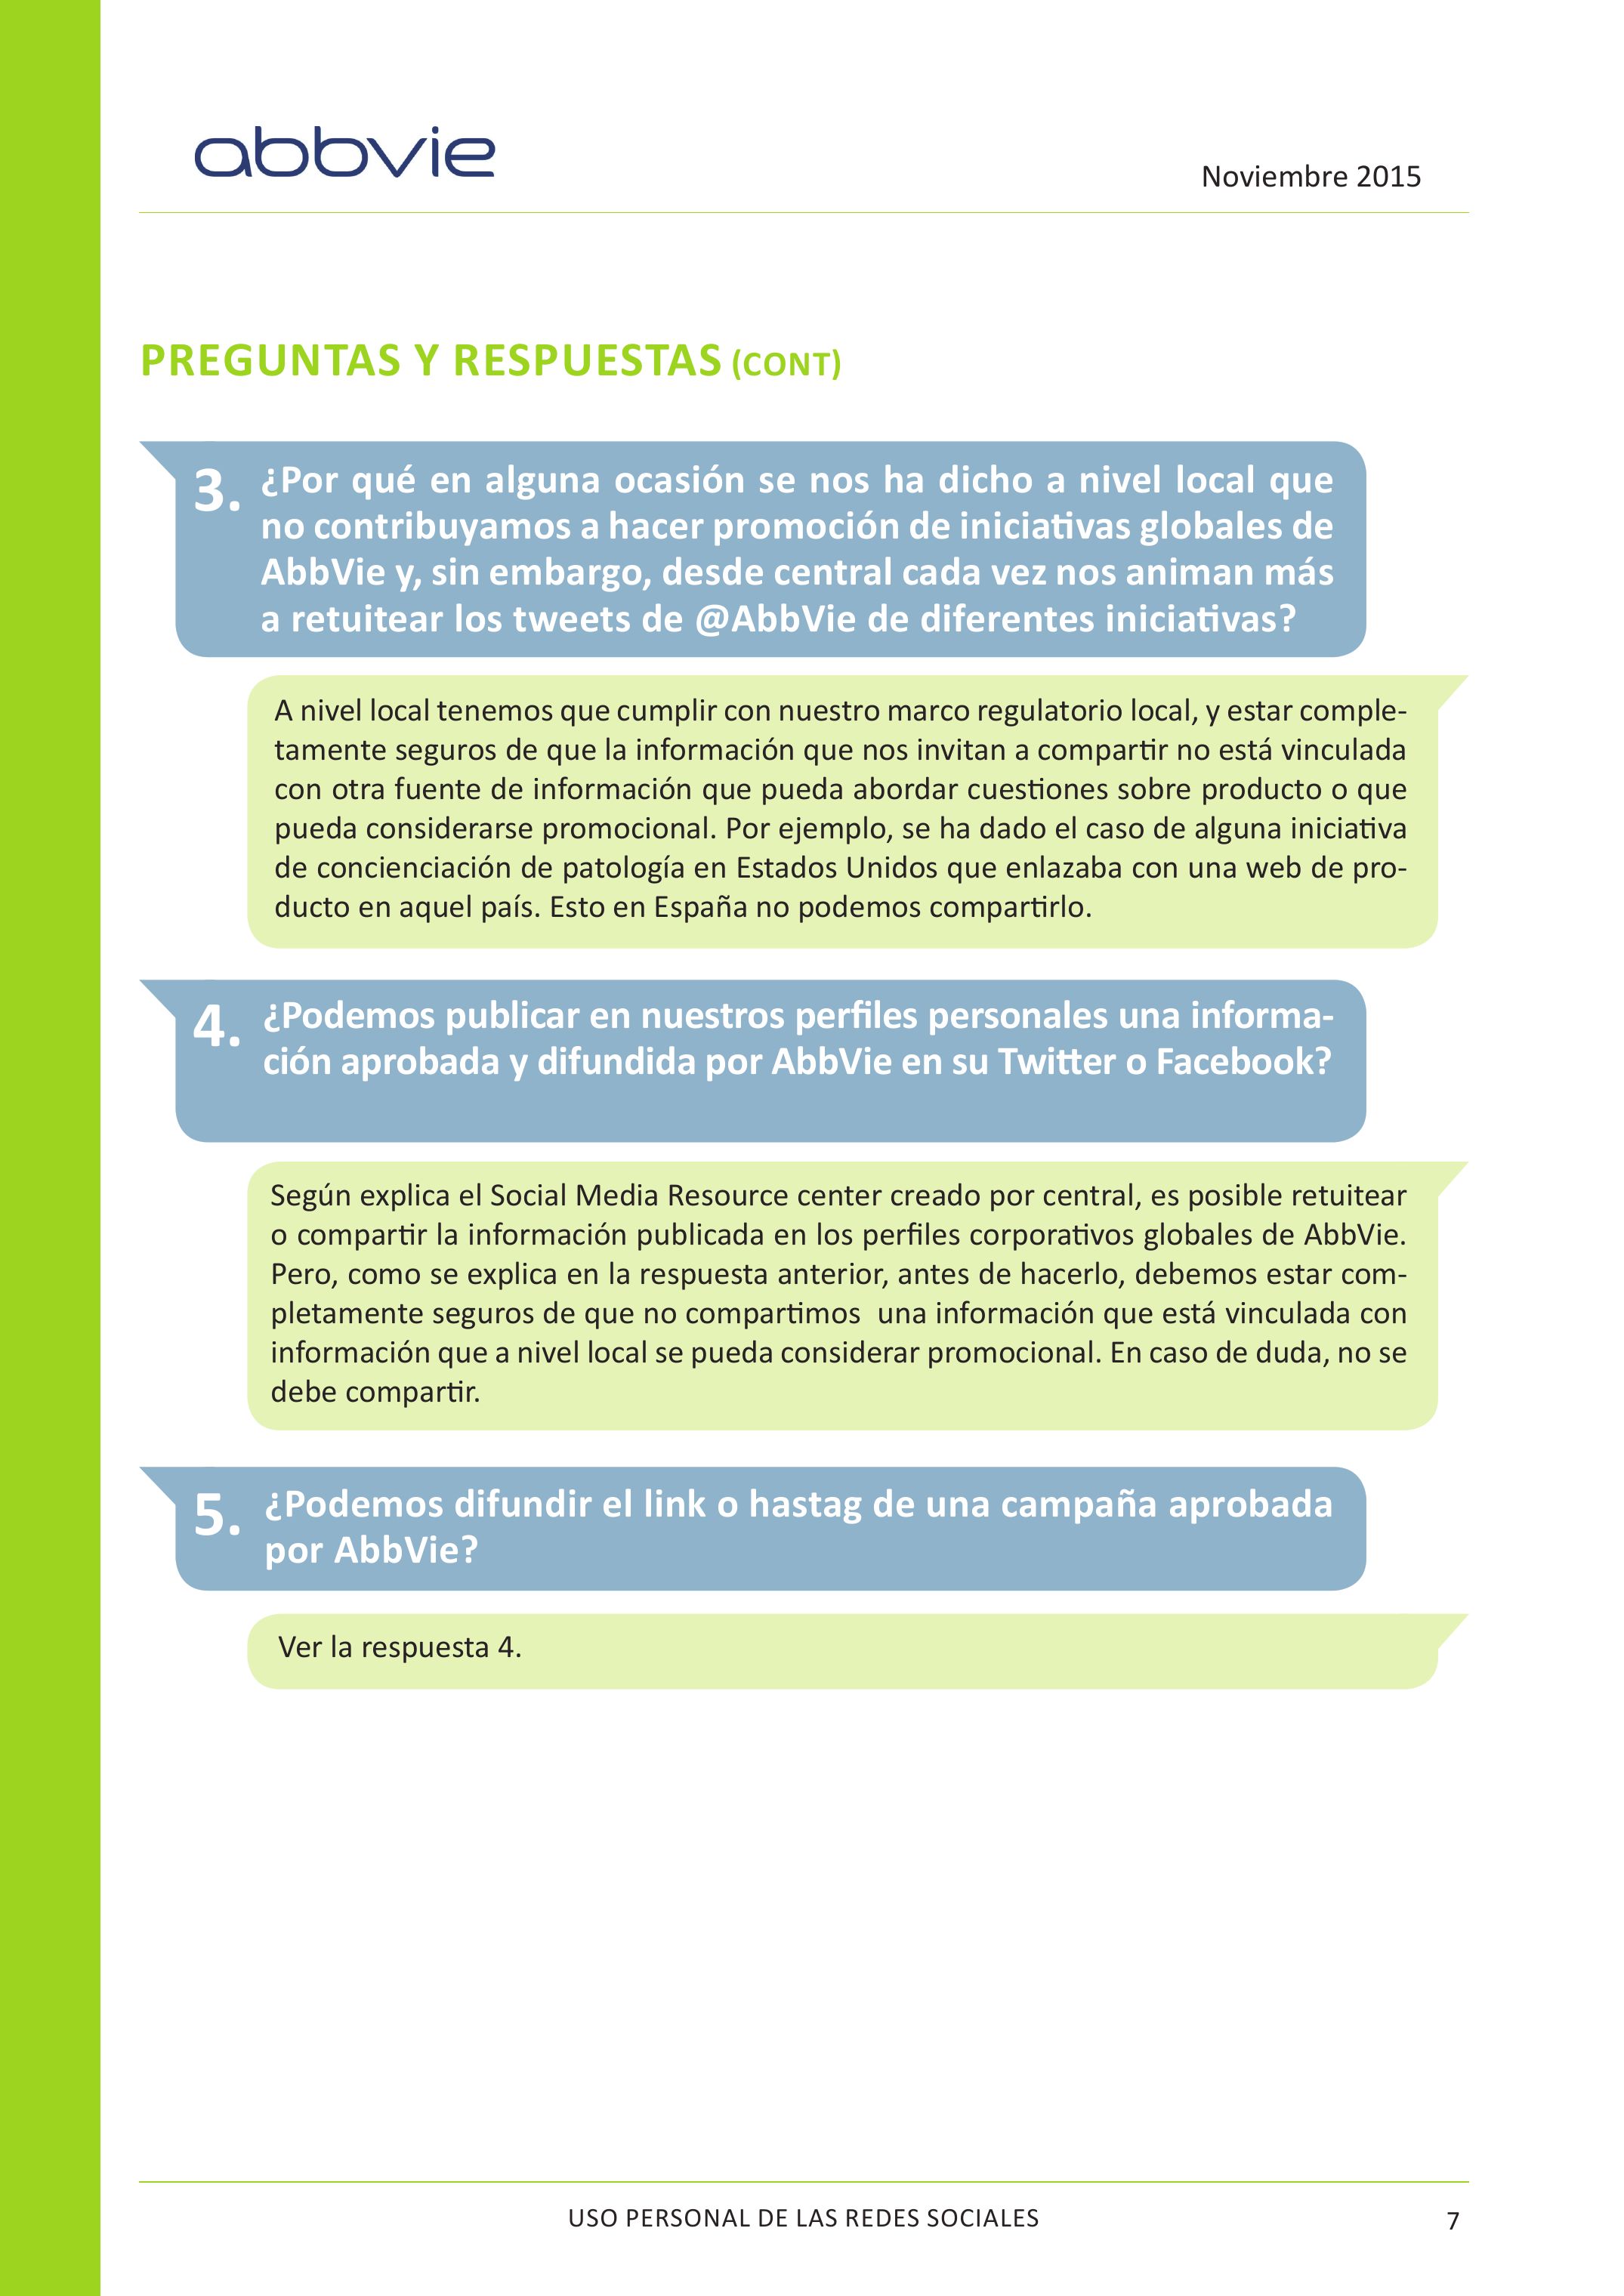 abbvie
Noviembre 2015
PREGUNTAS Y RESPUESTAS (CONT)
3. ¿Por qué en alguna ocasión se nos ha dicho a nivel local que
no contribuyamos a hacer promoción de iniciativas globales de
AbbVie y, sin embargo, desde central cada vez nos animan más
a retuitear los tweets de @AbbVie de diferentes iniciativas?
A nivel local tenemos que cumplir con nuestro marco regulatorio local, y estar comple-
tamente seguros de que la información que nos invitan a compartir no está vinculada
con otra fuente de información que pueda abordar cuestiones sobre producto o que
pueda considerarse promocional. Por ejemplo, se ha dado el caso de alguna iniciativa
de concienciación de patología en Estados Unidos que enlazaba con una web de pro-
ducto en aquel país. Esto en España no podemos compartirlo.
4. ¿Podemos publicar en nuestros perfiles personales una informa-
ción aprobada y difundida por AbbVie en su Twitter o Facebook?
Según explica el Social Media Resource center creado por central, es posible retuitear
o compartir la información publicada en los perfiles corporativos globales de AbbVie.
Pero, como se explica en la respuesta anterior, antes de hacerlo, debemos estar com-
pletamente seguros de que no compartimos  una información que está vinculada con
información que a nivel local se pueda considerar promocional. En caso de duda, no se
debe compartir.
5. ¿Podemos difundir el link o hastag de una campaña aprobada
por AbbVie?
Ver la respuesta 4.
USO PERSONAL DE LAS REDES SOCIALES
7